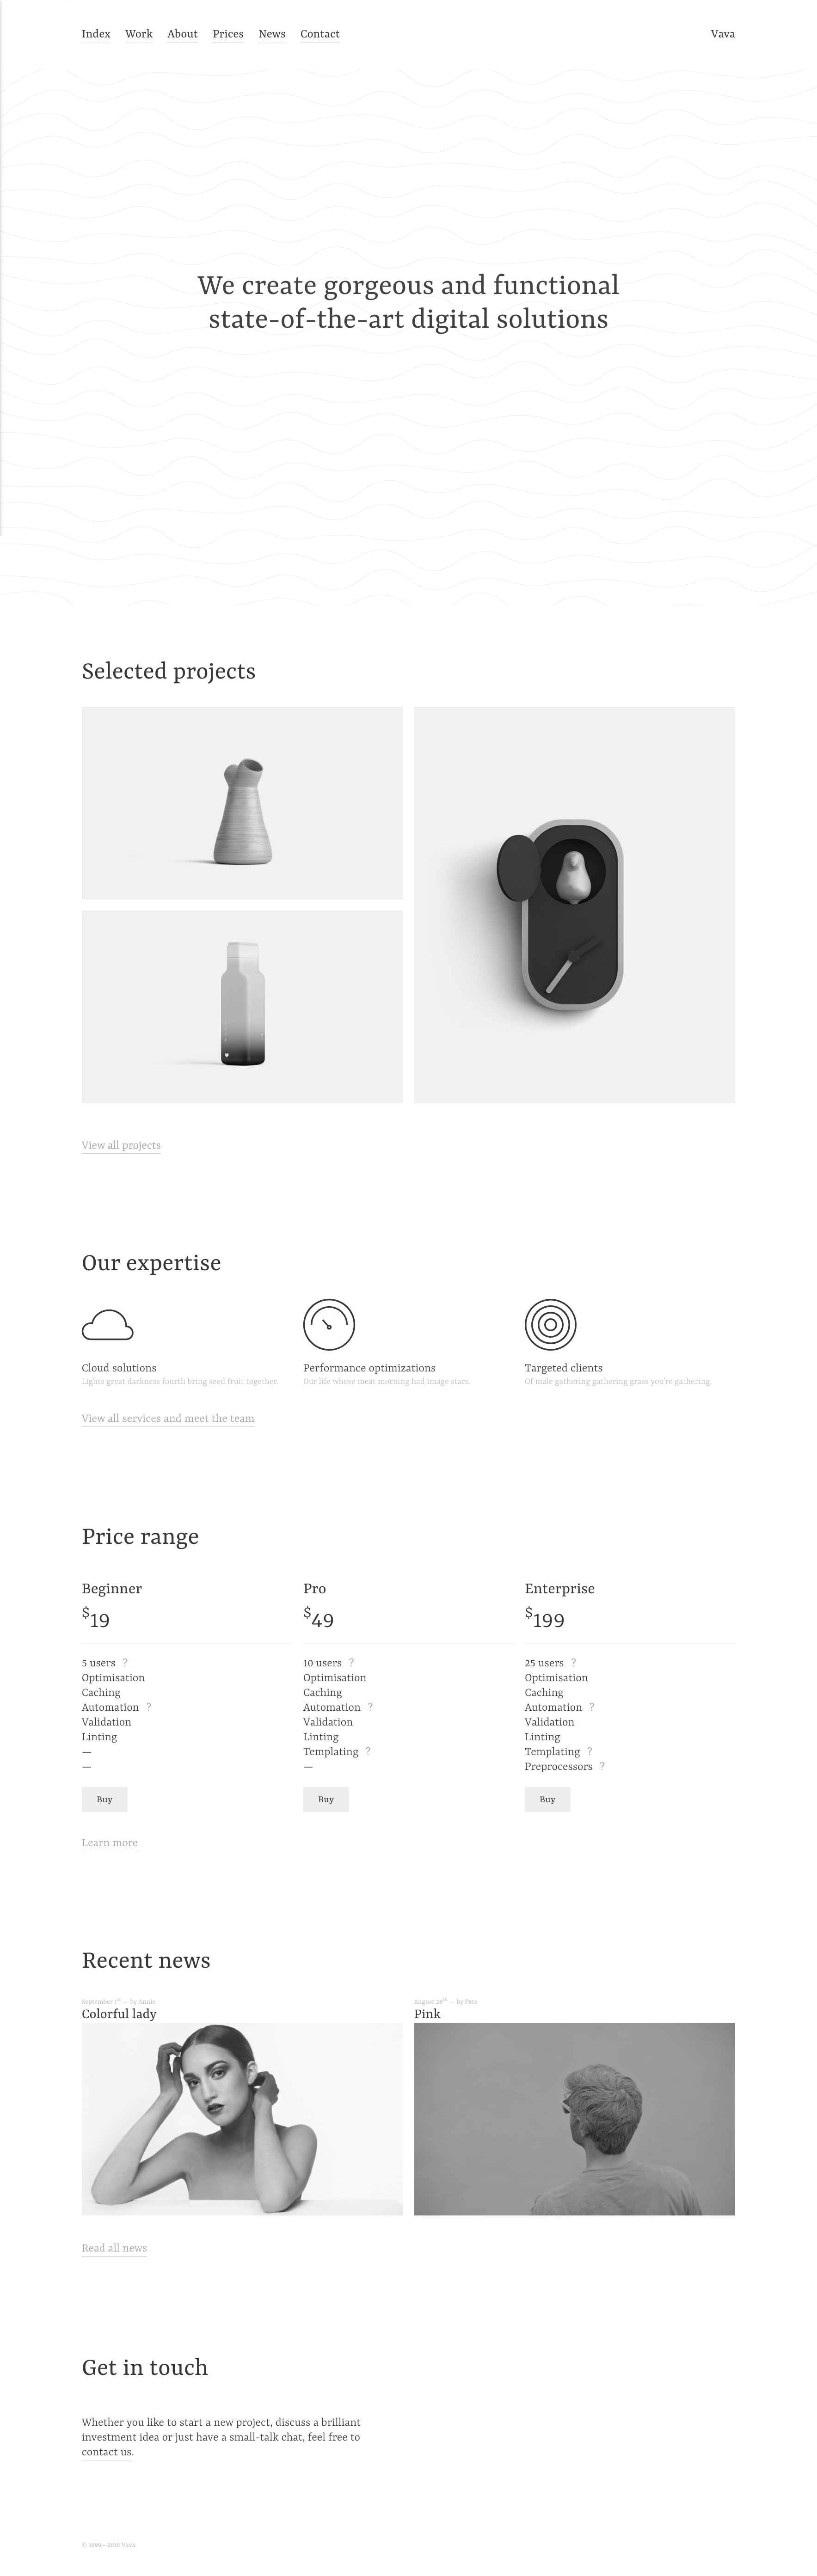 Index Work About Prices News Contact Vava
We create gorgeous and functional
state-of-the-art digital solutions
Selected projects
View all projects
Our expertise
Cloud solutions
Lights great darkness fourth bring seed fruit together.
Performance optimizations
Our life whose meat morning had image stars.
Targeted clients
Of male gathering gathering grass you're gathering.
View all services and meet the team
Price range
Beginner
$19
5 users ?
Optimisation
Caching
Automation ?
Validation
Linting
—
—
Buy
Pro
$49
10 users ?
Optimisation
Caching
Automation ?
Validation
Linting
Templating ?
—
Buy
Enterprise
$199
25 users ?
Optimisation
Caching
Automation ?
Validation
Linting
Templating ?
Preprocessors ?
Buy
Learn more
Recent news
September 1st — by Annie
Colorful lady
August 28th — by Pete
Pink
Read all news
Get in touch
Whether you like to start a new project, discuss a brilliant
investment idea or just have a small-talk chat, feel free to
contact us.
© 1999—2016 Vava